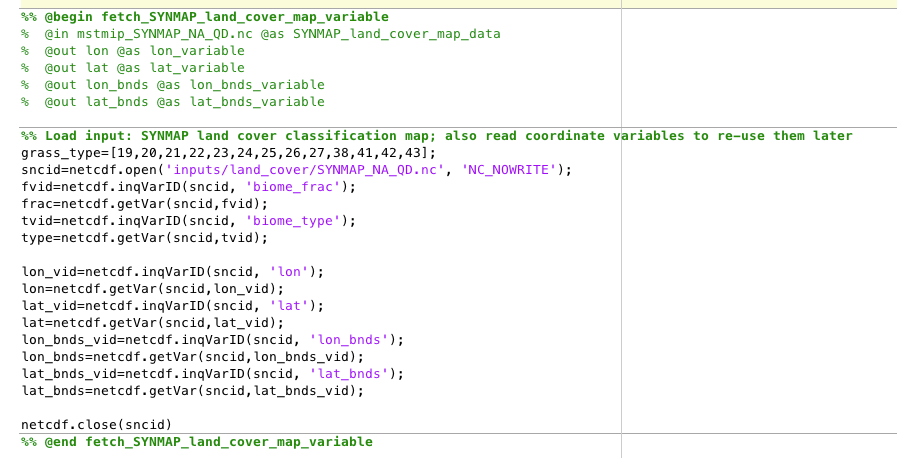 %% @begin fetch_SYNMAP_land_cover_map_variable
%  @in mstmip_SYNMAP_NA_QD.nc @as SYNMAP_land_cover_map_data
%  @out lon @as lon_variable
%  @out lat @as lat_variable
%  @out lon_bnds @as lon_bnds_variable
%  @out lat_bnds @as lat_bnds_variable
%% Load input: SYNMAP land cover classification map; also read coordinate variables to re-use them later
grass_type=[19,20,21,22,23,24,25,26,27,38,41,42,43];
sncid=netcdf.open('inputs/land_cover/SYNMAP_NA_QD.nc', 'NC_NOWRITE');
fvid=netcdf.inqVarID(sncid, 'biome_frac');
frac=netcdf.getVar(sncid,fvid);
tvid=netcdf.inqVarID(sncid, 'biome_type');
type=netcdf.getVar(sncid,tvid);
lon_vid=netcdf.inqVarID(sncid, 'lon');
lon=netcdf.getVar(sncid,lon_vid);
lat_vid=netcdf.inqVarID(sncid, 'lat');
lat=netcdf.getVar(sncid,lat_vid);
lon_bnds_vid=netcdf.inqVarID(sncid, 'lon_bnds');
lon_bnds=netcdf.getVar(sncid,lon_bnds_vid);
lat_bnds_vid=netcdf.inqVarID(sncid, 'lat_bnds');
lat_bnds=netcdf.getVar(sncid,lat_bnds_vid);
netcdf.close(sncid)
%% @end fetch_SYNMAP_land_cover_map_variable